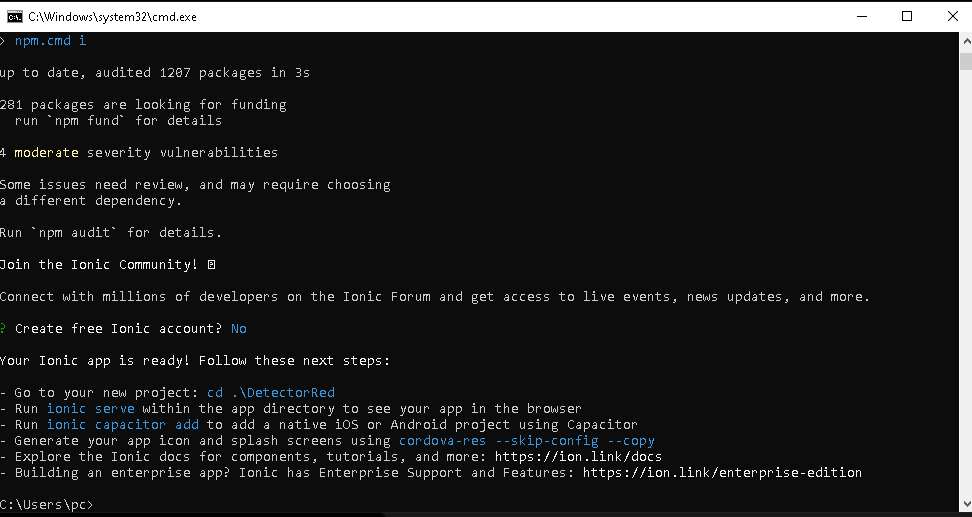 C:\Windows\system32\cmd.exe
> npm.cmd i
up to date, audited 1207 packages in 3s
281 packages are looking for funding
run `npm fund` for details
4 moderate severity vulnerabilities
Some issues need review, and may require choosing
a different dependency.
Run `npm audit` for details.
Join the Ionic Community!
Connect with millions of developers on the Ionic Forum and get access to live events, news updates, and more.
? Create free Ionic account? No
Your Ionic app is ready! Follow these next steps:
- Go to your new project: cd .\DetectorRed
- Run ionic serve within the app directory to see your app in the browser
- Run ionic capacitor add to add a native iOS or Android project using Capacitor
- Generate your app icon and splash screens using cordova-res --skip-config --copy
- Explore the Ionic docs for components, tutorials, and more: https://ion.link/docs
- Building an enterprise app? Ionic has Enterprise Support and Features: https://ion.link/enterprise-edition
C:\Users\pc>